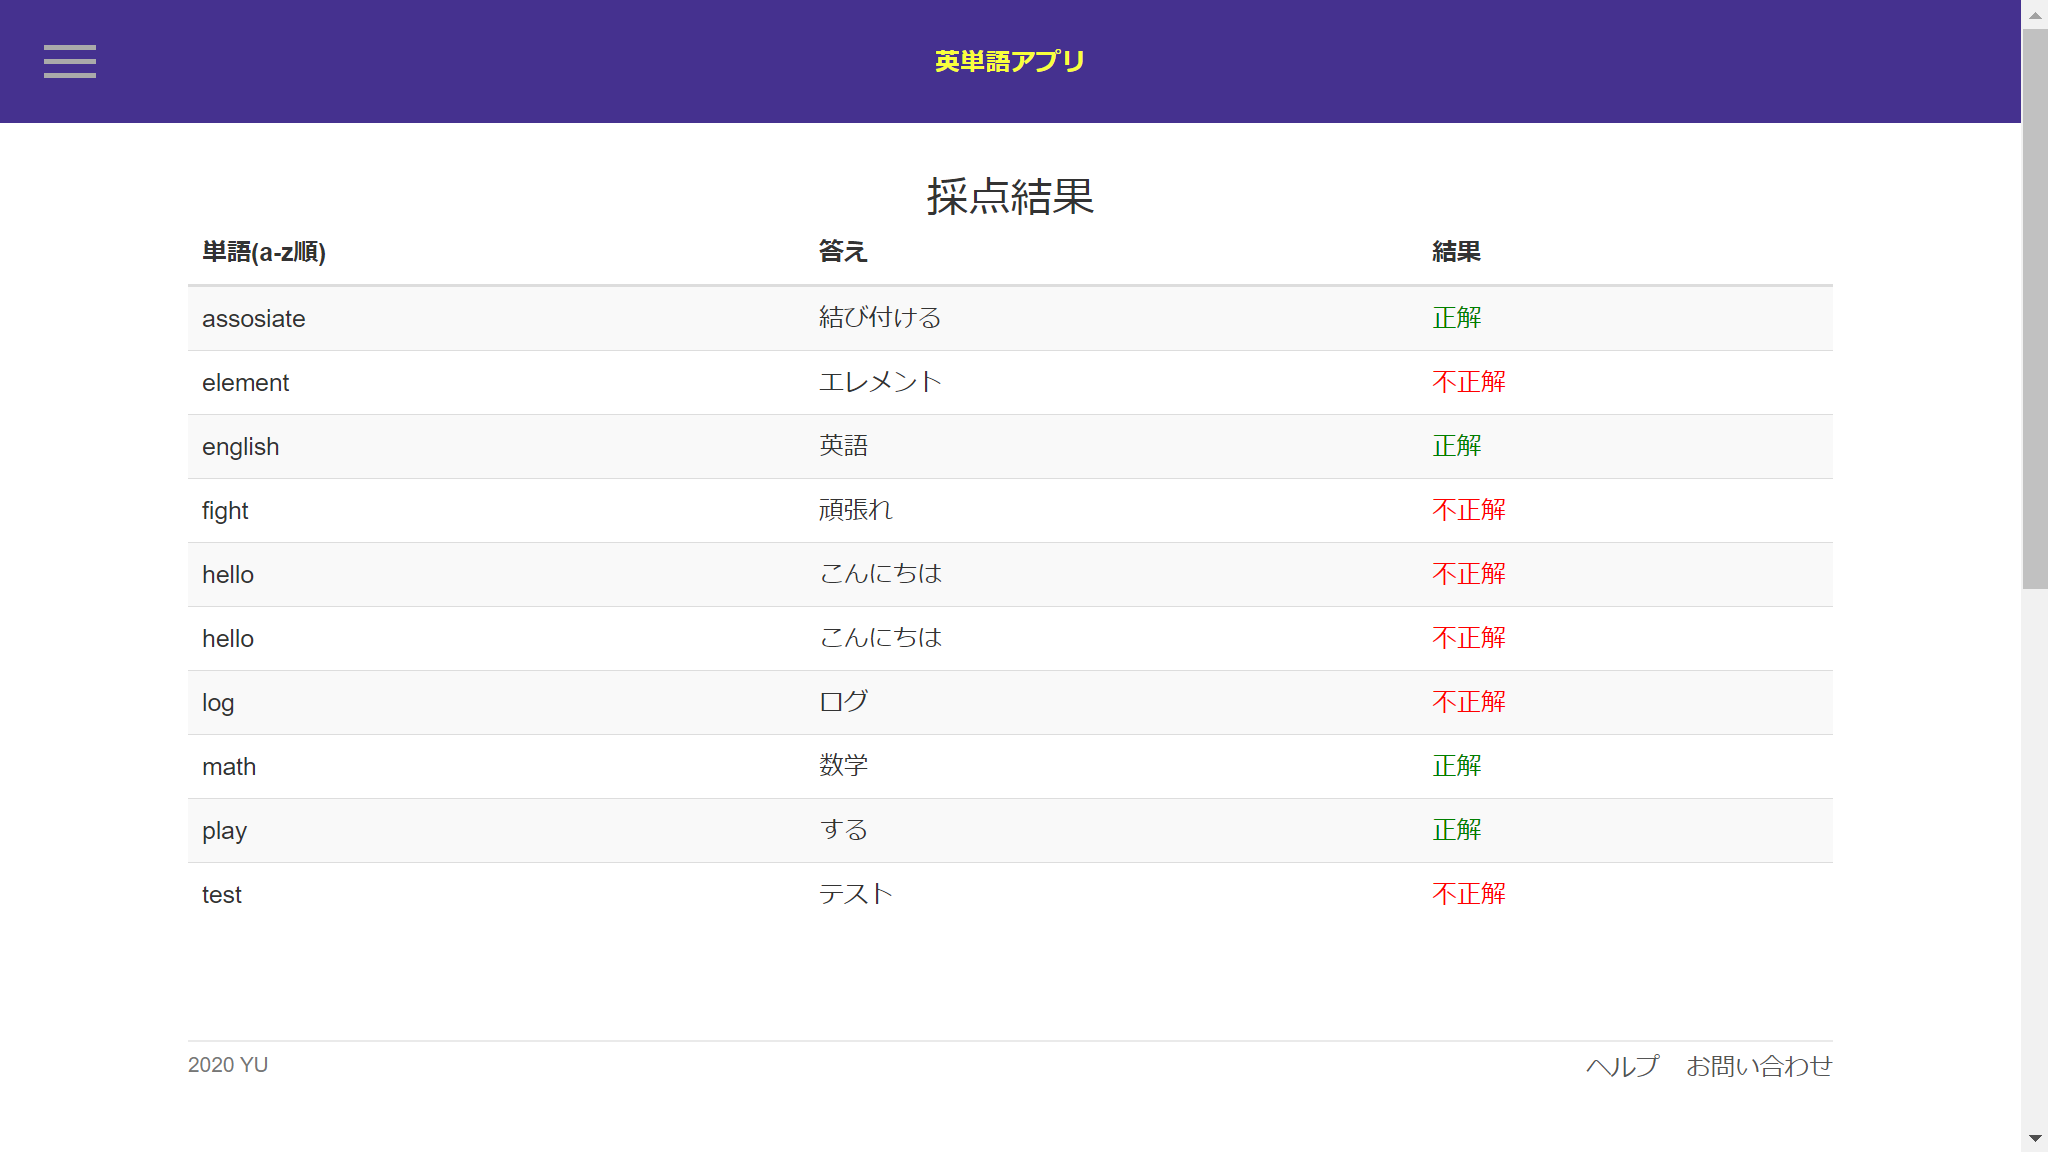 英単語アプリ
採点結果
単語(a-z順) 答え 結果
assosiate 結び付ける 正解
element エレメント 不正解
english 英語 正解
fight 頑張れ 不正解
hello こんにちは 不正解
hello こんにちは 不正解
log ログ 不正解
math 数学 正解
play する 正解
test テスト 不正解
2020 YU ヘルプ お問い合わせ